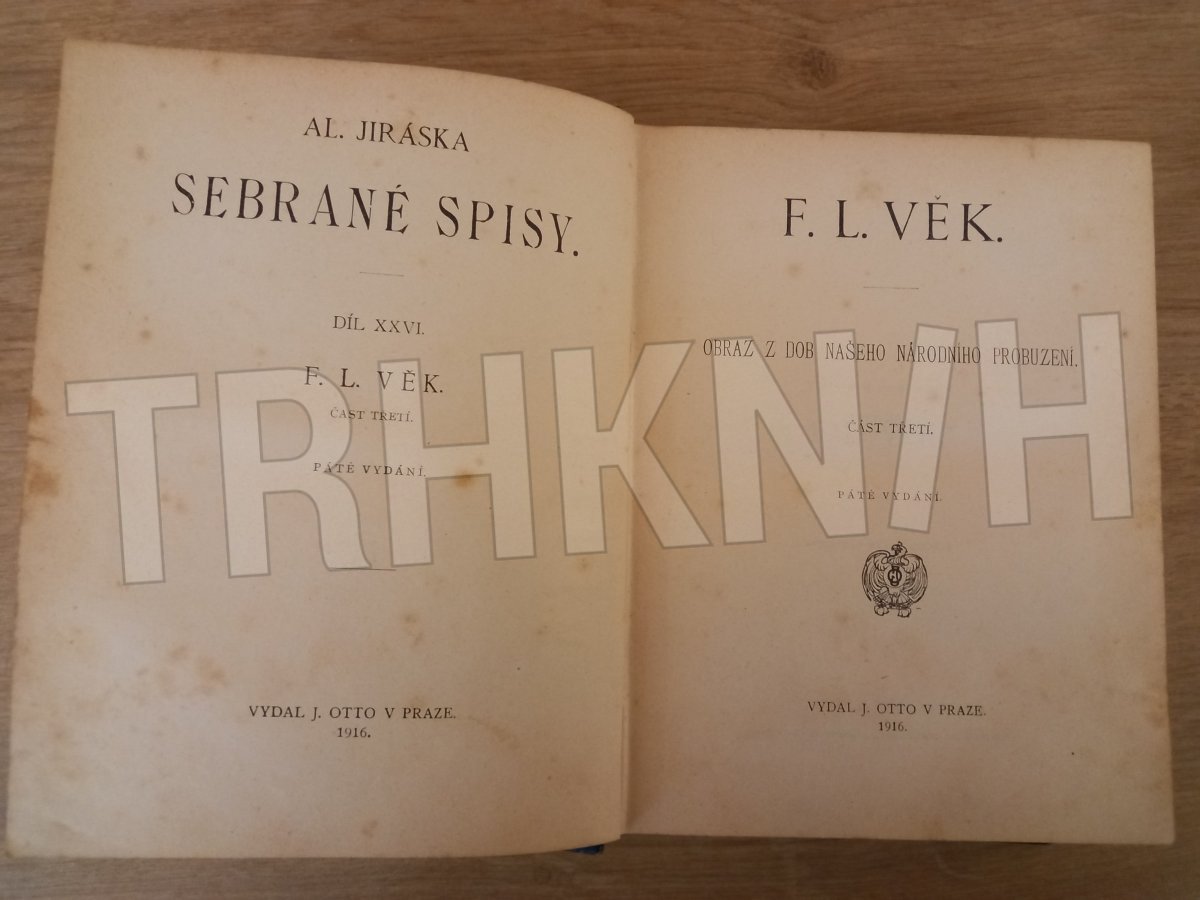 AL. JIRÁSKA
SEBRANÉ SPISY.
DÍL XXVI.
F. L. VĚK.
ČÁST TŘETÍ.
PÁTÉ VYDÁNÍ.
VYDAL J. OTTO V PRAZE.
1916.
F. L. VĚK.
OBRAZ Z DOB NAŠEHO NÁRODNÍHO PROBUZENÍ.
ČÁST TŘETÍ.
PÁTÉ VYDÁNÍ.
VYDAL J. OTTO V PRAZE.
1916.
TRHKNIH